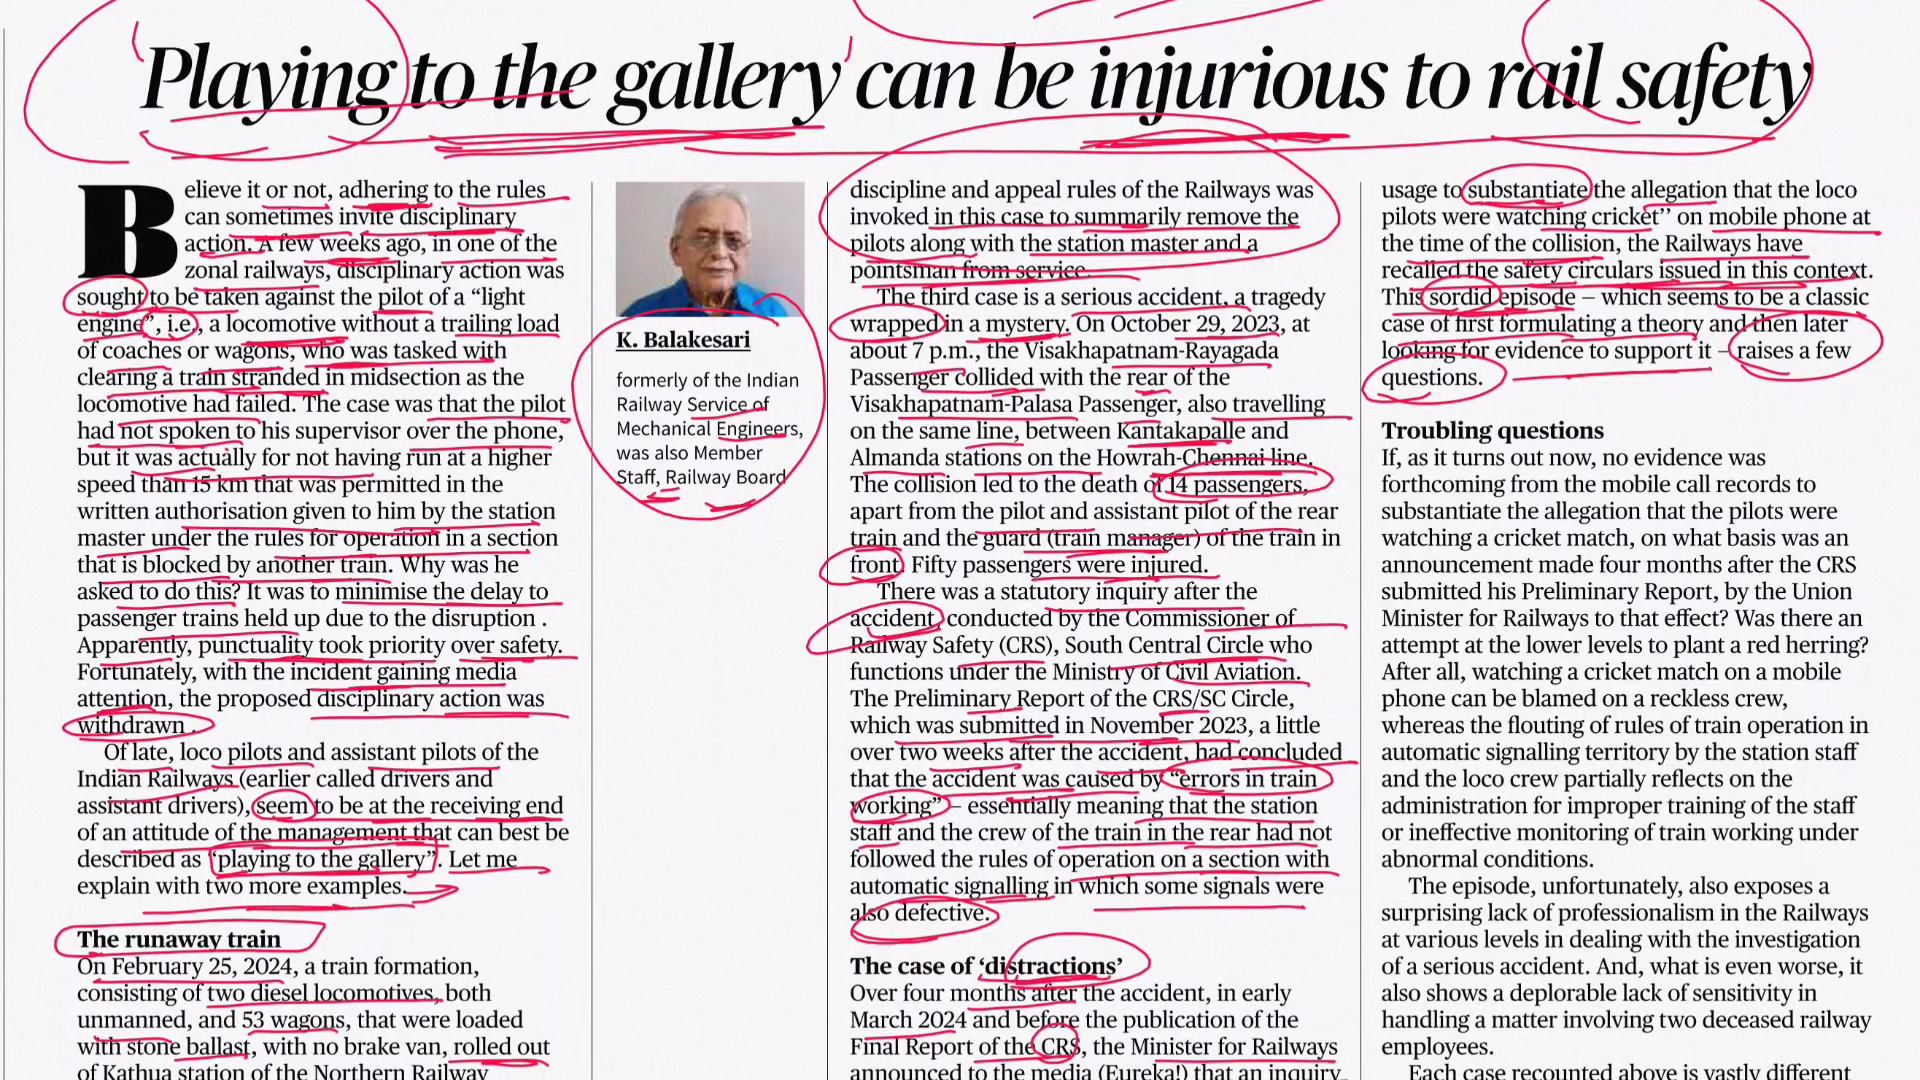 'Playing to the gallery' can be injurious to rail safety
Believe it or not, adhering to the rules
can sometimes invite disciplinary
action. A few weeks ago, in one of the
zonal railways, disciplinary action was
sought to be taken against the pilot of a “light
engine”, i.e., a locomotive without a trailing load
of coaches or wagons, who was tasked with
clearing a train stranded in midsection as the
locomotive had failed. The case was that the pilot
had not spoken to his supervisor over the phone,
but it was actually for not having run at a higher
speed than 15 km that was permitted in the
written authorisation given to him by the station
master under the rules for operation in a section
that is blocked by another train. Why was he
asked to do this? It was to minimise the delay to
passenger trains held up due to the disruption .
Apparently, punctuality took priority over safety.
Fortunately, with the incident gaining media
attention, the proposed disciplinary action was
withdrawn .
Of late, loco pilots and assistant pilots of the
Indian Railways (earlier called drivers and
assistant drivers), seem to be at the receiving end
of an attitude of the management that can best be
described as “playing to the gallery”. Let me
explain with two more examples.
The runaway train
On February 25, 2024, a train formation,
consisting of two diesel locomotives, both
unmanned, and 53 wagons, that were loaded
with stone ballast, with no brake van, rolled out
of Kathua station of the Northern Railway
K. Balakesari
formerly of the Indian
Railway Service of
Mechanical Engineers,
was also Member
Staff, Railway Board
discipline and appeal rules of the Railways was
invoked in this case to summarily remove the
pilots along with the station master and a
pointsman from service.
The third case is a serious accident, a tragedy
wrapped in a mystery. On October 29, 2023, at
about 7 p.m., the Visakhapatnam-Rayagada
Passenger collided with the rear of the
Visakhapatnam-Palasa Passenger, also travelling
on the same line, between Kantakapalle and
Almanda stations on the Howrah-Chennai line.
The collision led to the death of 14 passengers,
apart from the pilot and assistant pilot of the rear
train and the guard (train manager) of the train in
front. Fifty passengers were injured.
There was a statutory inquiry after the
accident, conducted by the Commissioner of
Railway Safety (CRS), South Central Circle who
functions under the Ministry of Civil Aviation.
The Preliminary Report of the CRS/SC Circle,
which was submitted in November 2023, a little
over two weeks after the accident, had concluded
that the accident was caused by “errors in train
working” – essentially meaning that the station
staff and the crew of the train in the rear had not
followed the rules of operation on a section with
automatic signalling in which some signals were
also defective.
The case of ‘distractions’
Over four months after the accident, in early
March 2024 and before the publication of the
Final Report of the CRS, the Minister for Railways
announced to the media (Eureka!) that an inquiry
usage to substantiate the allegation that the loco
pilots were watching cricket’’ on mobile phone at
the time of the collision, the Railways have
recalled the safety circulars issued in this context.
This sordid episode – which seems to be a classic
case of first formulating a theory and then later
looking for evidence to support it – raises a few
questions.
Troubling questions
If, as it turns out now, no evidence was
forthcoming from the mobile call records to
substantiate the allegation that the pilots were
watching a cricket match, on what basis was an
announcement made four months after the CRS
submitted his Preliminary Report, by the Union
Minister for Railways to that effect? Was there an
attempt at the lower levels to plant a red herring?
After all, watching a cricket match on a mobile
phone can be blamed on a reckless crew,
whereas the flouting of rules of train operation in
automatic signalling territory by the station staff
and the loco crew partially reflects on the
administration for improper training of the staff
or ineffective monitoring of train working under
abnormal conditions.
The episode, unfortunately, also exposes a
surprising lack of professionalism in the Railways
at various levels in dealing with the investigation
of a serious accident. And, what is even worse, it
also shows a deplorable lack of sensitivity in
handling a matter involving two deceased railway
employees.
Each case recounted above is vastly different